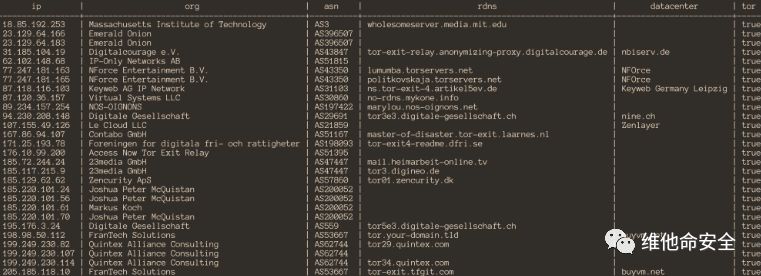 ip | org | asn | rdns | datacenter | tor
18.85.192.253 | Massachusetts Institute of Technology | AS3 | wholesomeserver.media.mit.edu | | true
23.129.64.166 | Emerald Onion | AS396507 | | | true
23.129.64.183 | Emerald Onion | AS396507 | | | true
31.185.104.19 | Digitalcourage e.V. | AS43847 | tor-exit-relay.anonymizing-proxy.digitalcourage.de | nbiserv.de | true
62.102.148.68 | IP-Only Networks AB | AS51815 | | | true
77.247.181.163 | NForce Entertainment B.V. | AS43350 | lumumba.torservers.net | NFOrce | true
77.247.181.165 | NForce Entertainment B.V. | AS43350 | politkovskaja.torservers.net | NFOrce | true
87.118.116.103 | Keyweb AG IP Network | AS31103 | ns.tor-exit-4.artikel5ev.de | Keyweb Germany Leipzig | true
87.120.36.157 | Virtual Systems LLC | AS30860 | no-rdns.mykone.info | | true
89.234.157.254 | NOS-OIGNONS | AS197422 | marylou.nos-oignons.net | | true
94.230.208.148 | Digitale Gesellschaft | AS29691 | tor3e3.digitale-gesellschaft.ch | nine.ch | true
107.155.49.126 | Le Cloud LLC | AS21859 | | Zenlayer | true
167.86.94.107 | Contabo GmbH | AS51167 | master-of-disaster.tor-exit.laarnes.nl | | true
171.25.193.78 | Foreningen for digitala fri- och rattigheter | AS198093 | tor-exit4-readme.dfri.se | | true
176.10.99.200 | Access Now Tor Exit Relay | AS51395 | | | true
185.72.244.24 | 23media GmbH | AS47447 | mail.heimarbeit-online.tv | | true
185.117.215.9 | 23media GmbH | AS47447 | tor3.digineo.de | | true
185.129.62.62 | Zencurity ApS | AS57860 | tor01.zencurity.dk | | true
185.220.101.24 | Joshua Peter McQuistan | AS200052 | | | true
185.220.101.56 | Joshua Peter McQuistan | AS200052 | | | true
185.220.101.61 | Markus Koch | AS200052 | | | true
185.220.101.70 | Joshua Peter McQuistan | AS200052 | | | true
195.176.3.24 | Digitale Gesellschaft | AS559 | tor5e3.digitale-gesellschaft.ch | | true
198.98.50.112 | FranTech Solutions | AS53667 | tor.your-domain.tld | buyvm.net | true
199.249.230.82 | Quintex Alliance Consulting | AS62744 | tor29.quintex.com | | true
199.249.230.107 | Quintex Alliance Consulting | AS62744 | | | true
199.249.230.114 | Quintex Alliance Consulting | AS62744 | tor34.quintex.com | | true
205.185.118.10 | FranTech Solutions | AS53667 | tor-exit.tfgit.com | buyvm.net | true
维他命安全